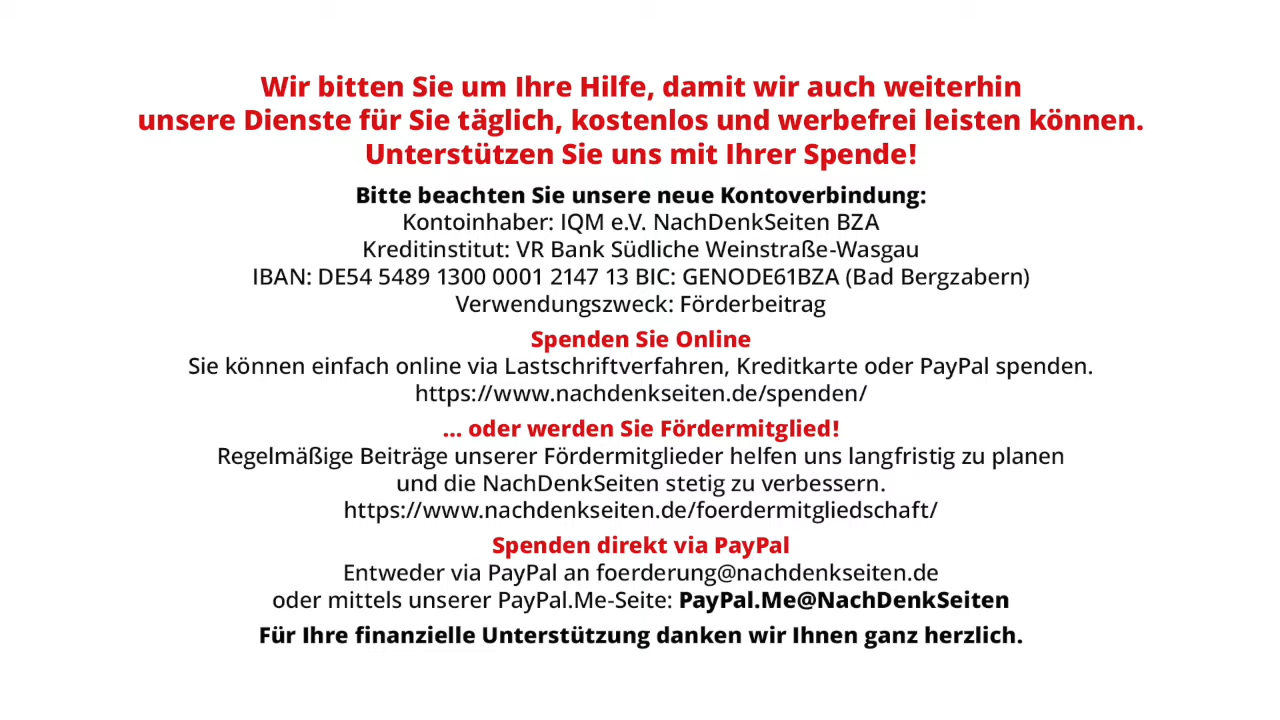 Wir bitten Sie um Ihre Hilfe, damit wir auch weiterhin
unsere Dienste für Sie täglich, kostenlos und werbefrei leisten können.
Unterstützen Sie uns mit Ihrer Spende!
Bitte beachten Sie unsere neue Kontoverbindung:
Kontoinhaber: IQM e.V. NachDenkSeiten BZA
Kreditinstitut: VR Bank Südliche Weinstraße-Wasgau
IBAN: DE54 5489 1300 0001 2147 13 BIC: GENODE61BZA (Bad Bergzabern)
Verwendungszweck: Förderbeitrag
Spenden Sie Online
Sie können einfach online via Lastschriftverfahren, Kreditkarte oder PayPal spenden.
https://www.nachdenkseiten.de/spenden/
... oder werden Sie Fördermitglied!
Regelmäßige Beiträge unserer Fördermitglieder helfen uns langfristig zu planen
und die NachDenkSeiten stetig zu verbessern.
https://www.nachdenkseiten.de/foerdermitgliedschaft/
Spenden direkt via PayPal
Entweder via PayPal an foerderung@nachdenkseiten.de
oder mittels unserer PayPal.Me-Seite: PayPal.Me@NachDenkSeiten
Für Ihre finanzielle Unterstützung danken wir Ihnen ganz herzlich.